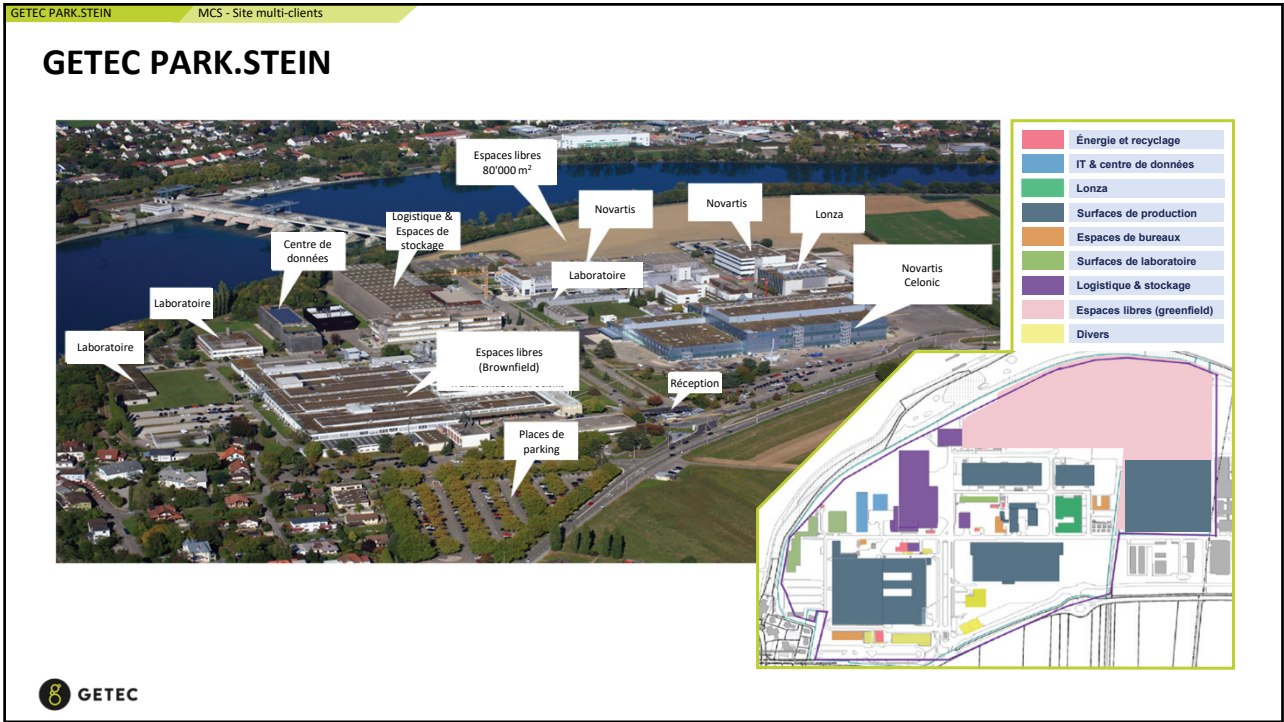 GETEC PARK.STEIN
MCS - Site multi-clients
GETEC PARK.STEIN
Espaces libres
80'000 m²
Novartis
Novartis
Lonza
Logistique &
Espaces de
stockage
Centre de
données
Laboratoire
Novartis
Celonic
Laboratoire
Laboratoire
Espaces libres
(Brownfield)
Réception
Places de
parking
Énergie et recyclage
IT & centre de données
Lonza
Surfaces de production
Espaces de bureaux
Surfaces de laboratoire
Logistique & stockage
Espaces libres (greenfield)
Divers
GETEC